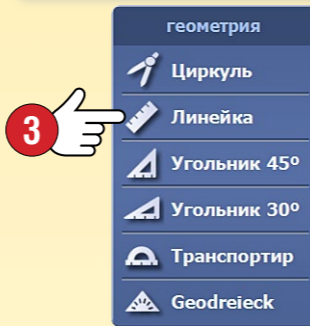 геометрия
Циркуль
3
Линейка
Угольник 45º
Угольник 30º
Транспортир
Geodreieck